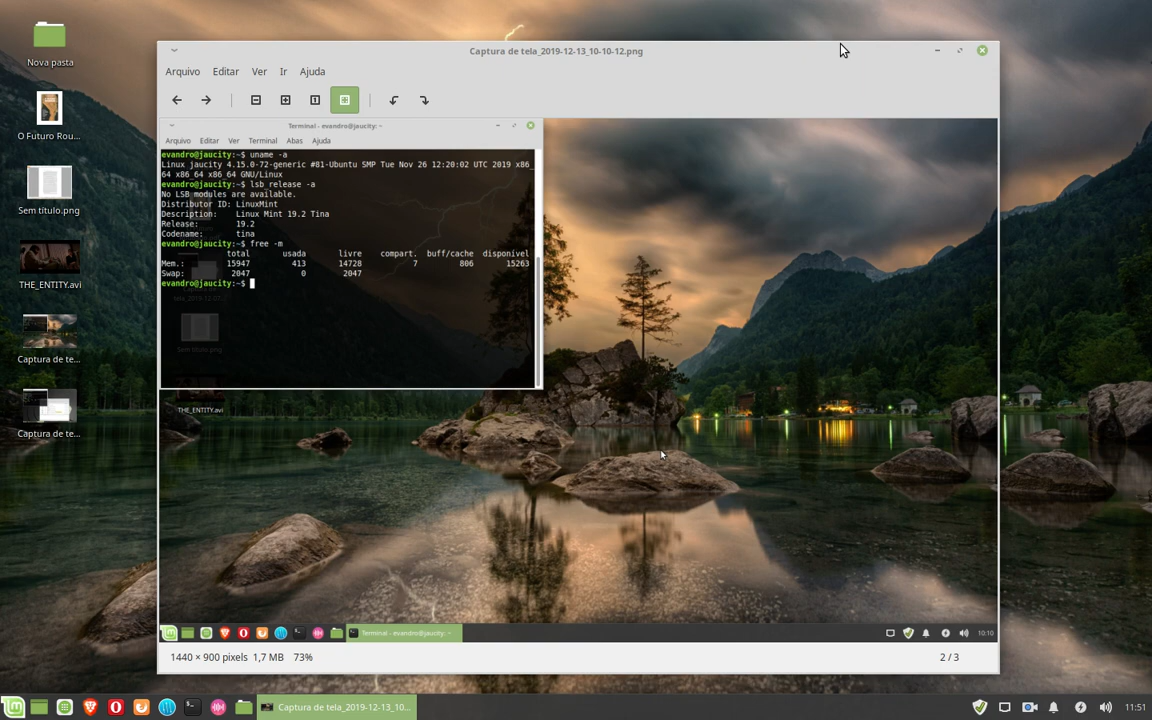 Nova pasta
O Futuro Rou...
Sem título.png
THE_ENTITY.avi
Captura de te...
Captura de te...
Captura de tela_2019-12-13_10-10-12.png
Arquivo Editar Ver Ir Ajuda
Terminal - evandro@jaucity: ~
Arquivo Editar Ver Terminal Abas Ajuda
evandro@jaucity:~$ uname -a
Linux jaucity 4.15.0-72-generic #81-Ubuntu SMP Tue Nov 26 12:20:02 UTC 2019 x86_
64 x86_64 x86_64 GNU/Linux
evandro@jaucity:~$ lsb_release -a
No LSB modules are available.
Distributor ID: LinuxMint
Description: Linux Mint 19.2 Tina
Release: 19.2
Codename: tina
evandro@jaucity:~$ free -m
total usada livre compart. buff/cache disponível
Mem.: 15947 413 14728 7 806 15263
Swap: 2047 0 2047
evandro@jaucity:~$
Sem título.png
THE_ENTITY.avi
Terminal - evandro@jaucity: ~
10:10
1440 × 900 pixels 1,7 MB 73%
2 / 3
Captura de tela_2019-12-13_10...
11:51